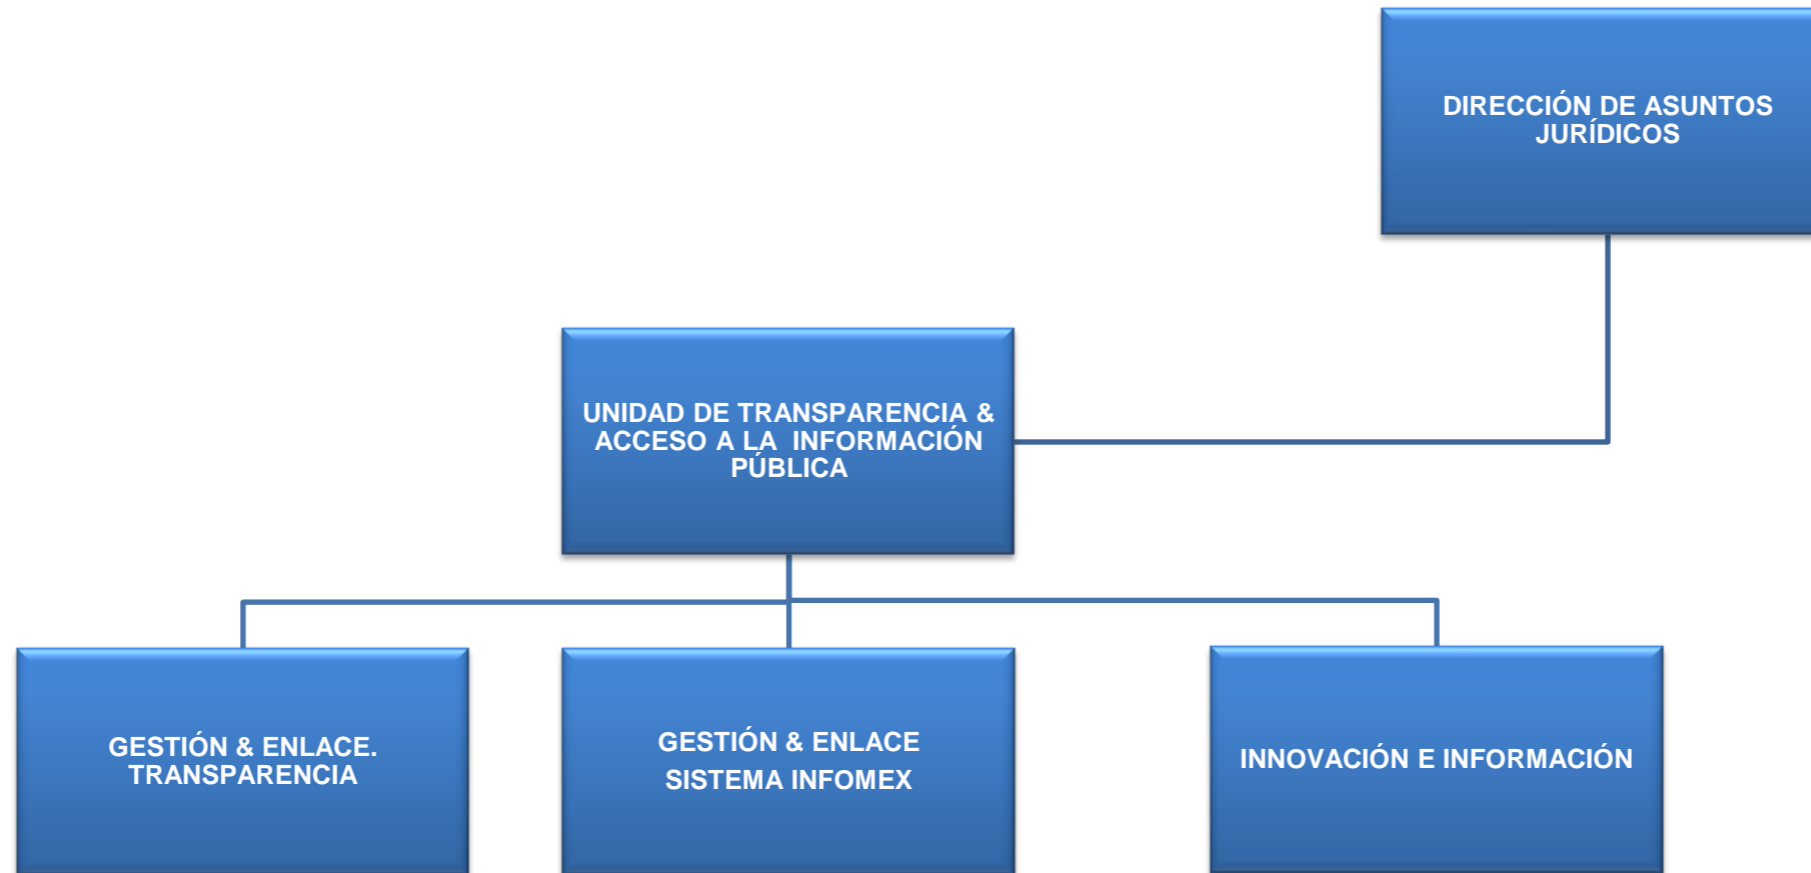 DIRECCIÓN DE ASUNTOS
JURÍDICOS
UNIDAD DE TRANSPARENCIA &
ACCESO A LA  INFORMACIÓN
PÚBLICA
GESTIÓN & ENLACE.
TRANSPARENCIA
GESTIÓN & ENLACE
SISTEMA INFOMEX
INNOVACIÓN E INFORMACIÓN